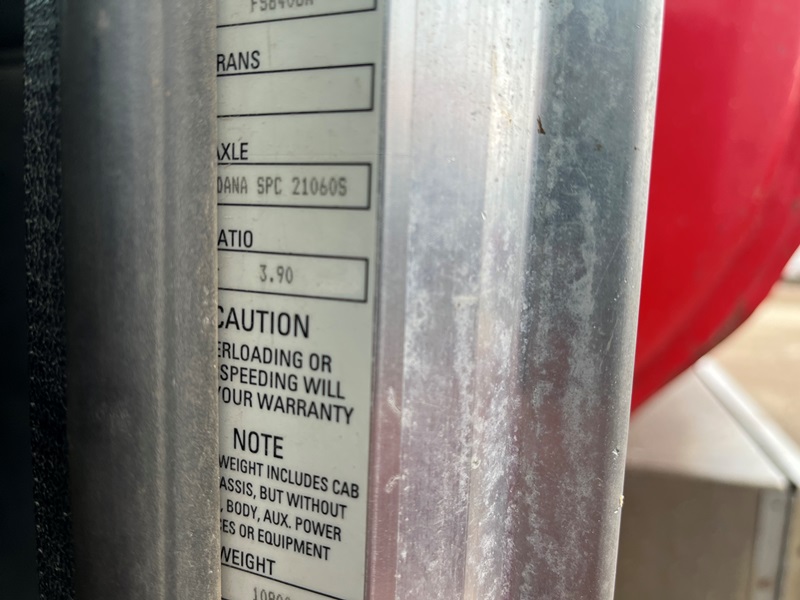 RANS
AXLE
DANA SPC 21060S
ATIO
3.90
CAUTION
ERLOADING OR
SPEEDING WILL
YOUR WARRANTY
NOTE
WEIGHT INCLUDES CAB
ASSIS, BUT WITHOUT
, BODY, AUX. POWER
ES OR EQUIPMENT
WEIGHT